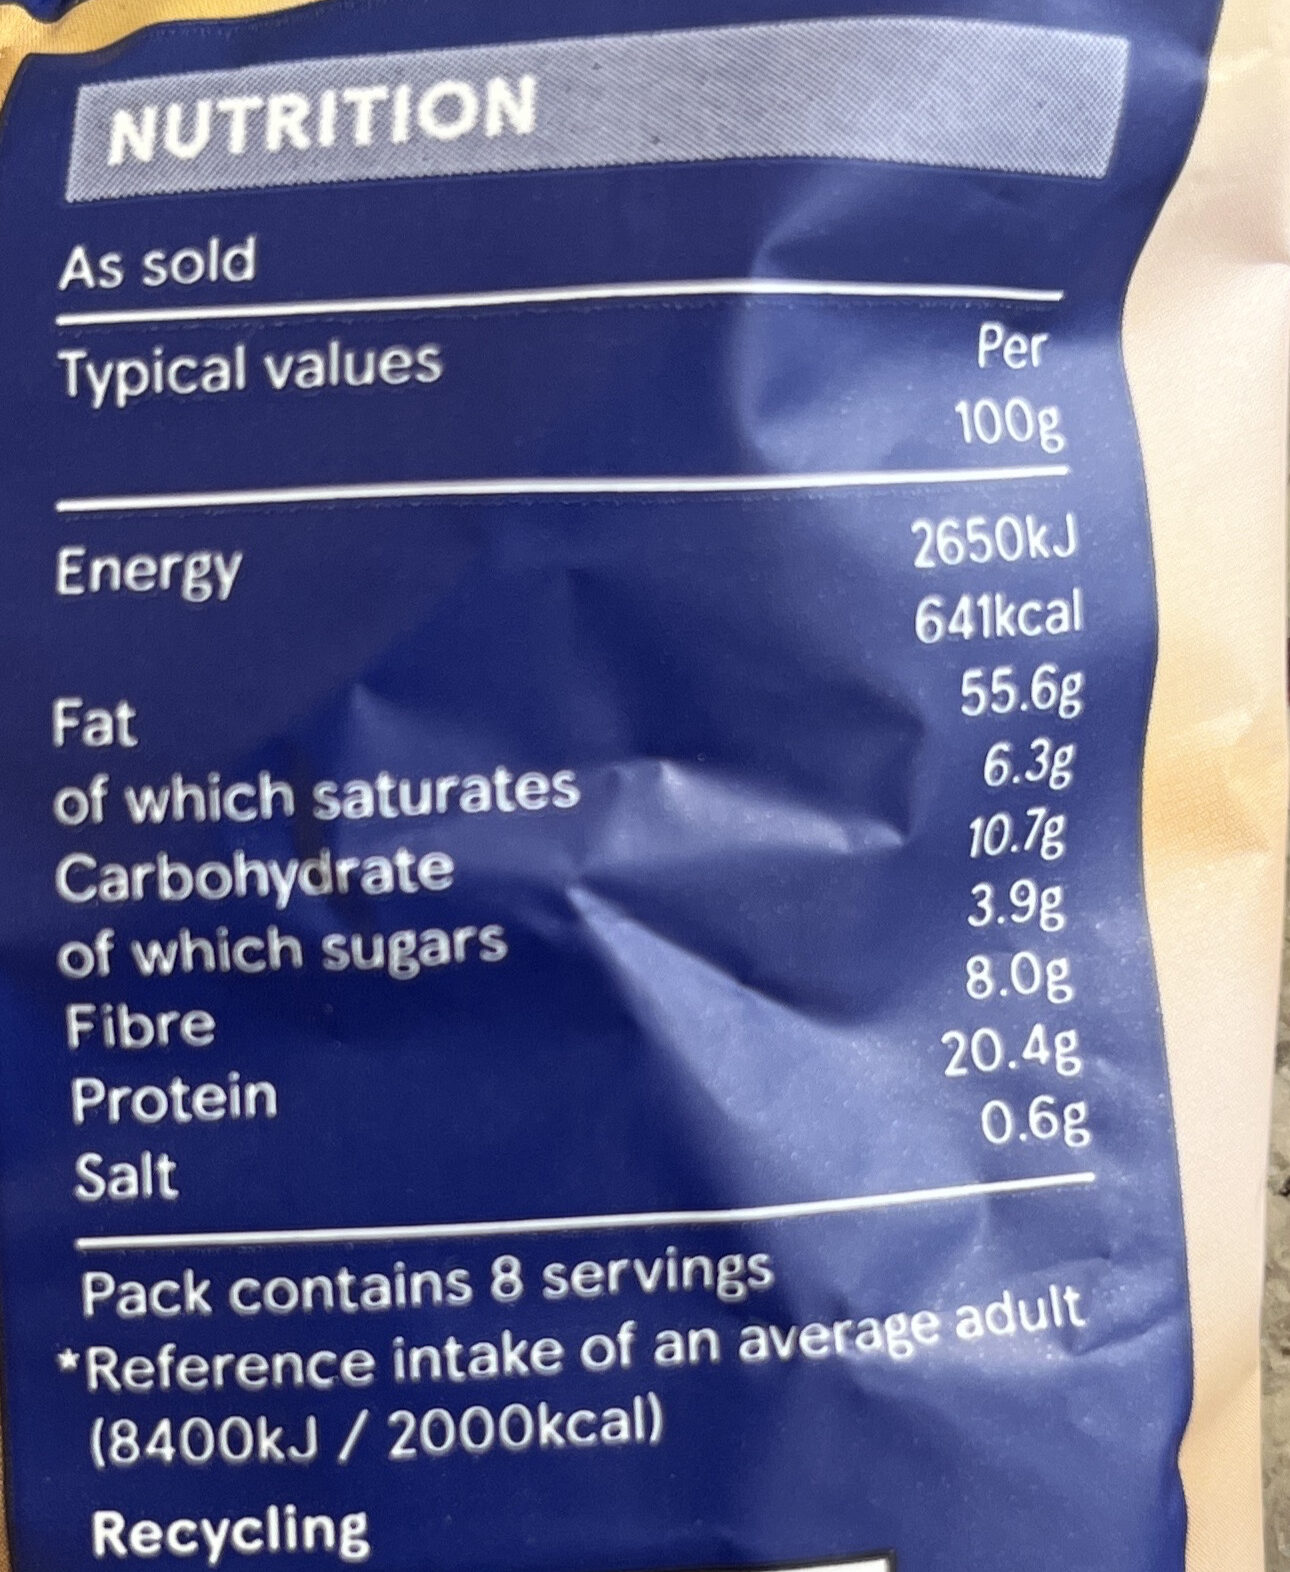 NUTRITION
As sold
Typical values Per
100g
Energy 2650kJ
641kcal
Fat 55.6g
of which saturates 6.3g
Carbohydrate 10.7g
of which sugars 3.9g
Fibre 8.0g
Protein 20.4g
Salt 0.6g
Pack contains 8 servings
*Reference intake of an average adult
(8400kJ / 2000kcal)
Recycling